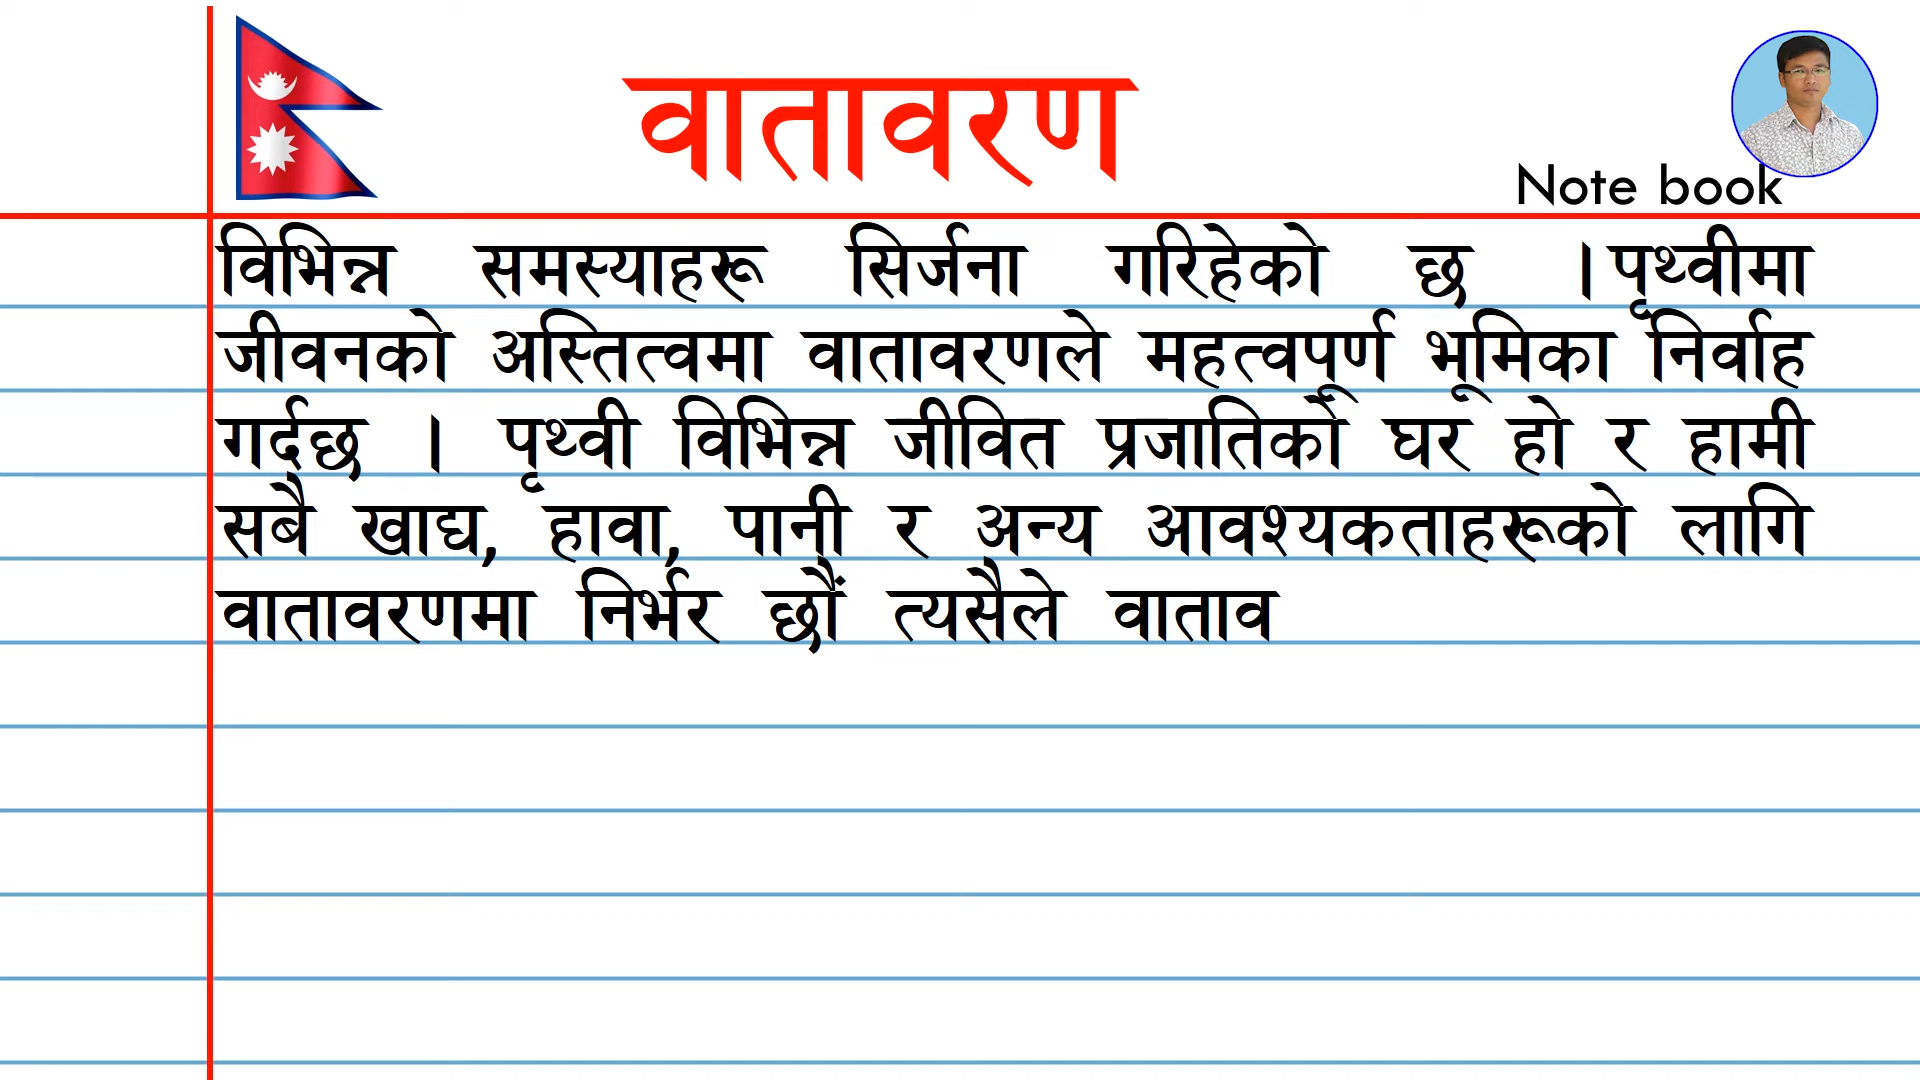 वातावरण
Note book
विभिन्न समस्याहरू सिर्जना गरिहेको छ ।पृथ्वीमा
जीवनको अस्तित्वमा वातावरणले महत्वपूर्ण भूमिका निर्वाह
गर्दछ । पृथ्वी विभिन्न जीवित प्रजातिको घर हो र हामी
सबै खाद्य, हावा, पानी र अन्य आवश्यकताहरूको लागि
वातावरणमा निर्भर छौं त्यसैले वाताव